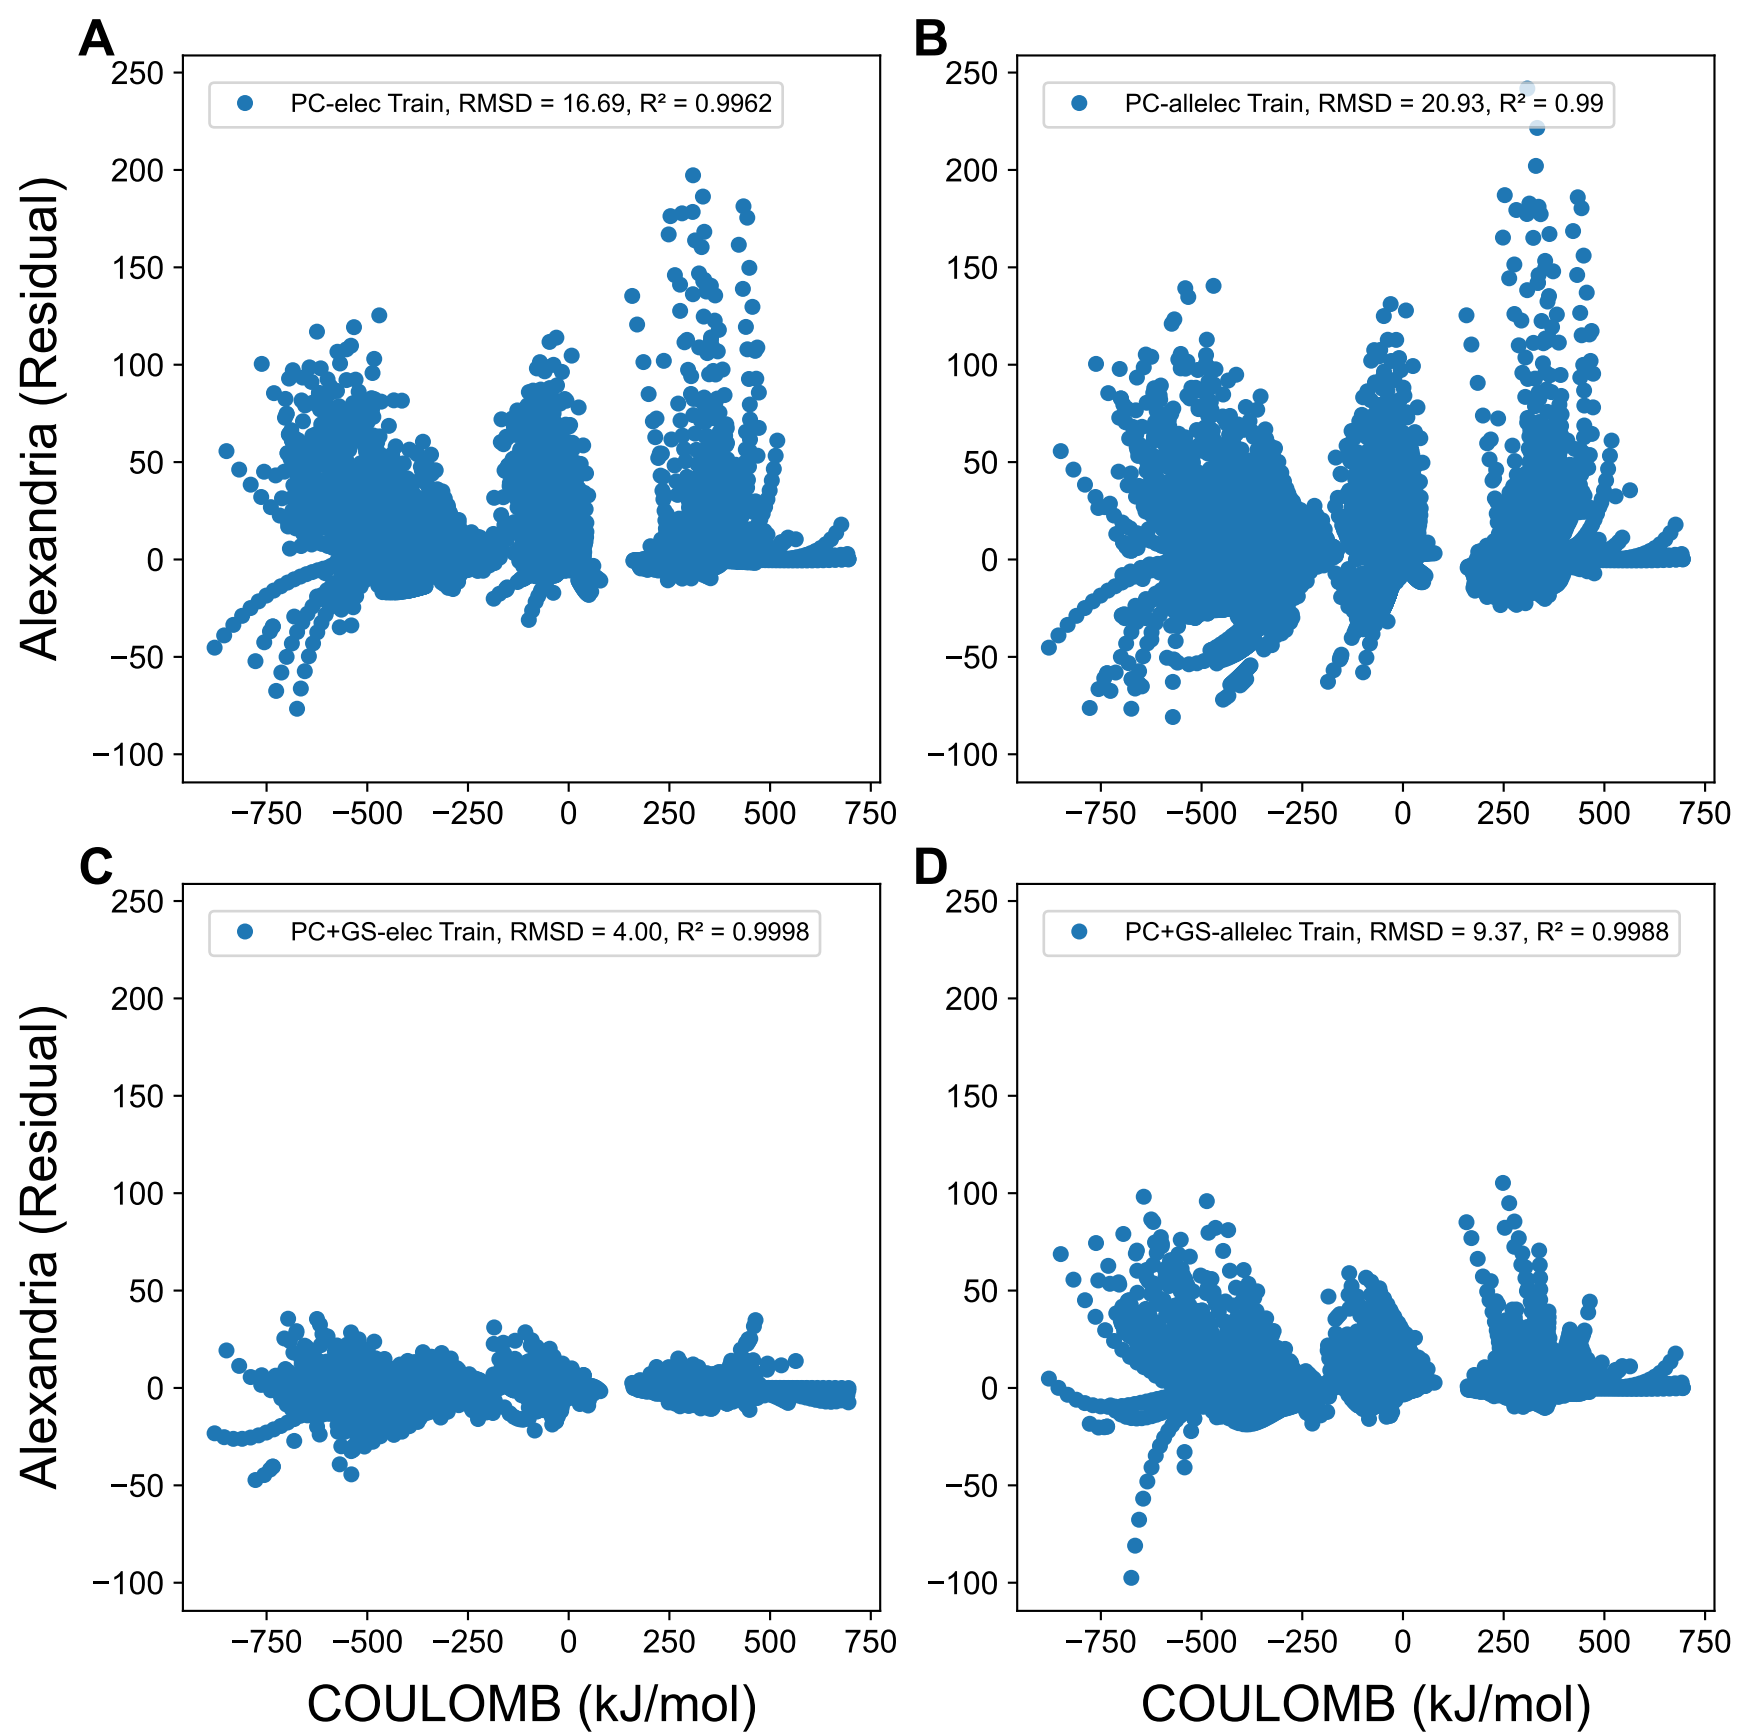 A
B
250
200
150
100
50
0
−50
−100
Alexandria (Residual)
PC-elec Train, RMSD = 16.69, R² = 0.9962
−750 −500 −250 0 250 500 750
250
200
150
100
50
0
−50
−100
PC-allelec Train, RMSD = 20.93, R² = 0.99
−750 −500 −250 0 250 500 750
C
D
250
200
150
100
50
0
−50
−100
Alexandria (Residual)
PC+GS-elec Train, RMSD = 4.00, R² = 0.9998
−750 −500 −250 0 250 500 750
COULOMB (kJ/mol)
250
200
150
100
50
0
−50
−100
PC+GS-allelec Train, RMSD = 9.37, R² = 0.9988
−750 −500 −250 0 250 500 750
COULOMB (kJ/mol)